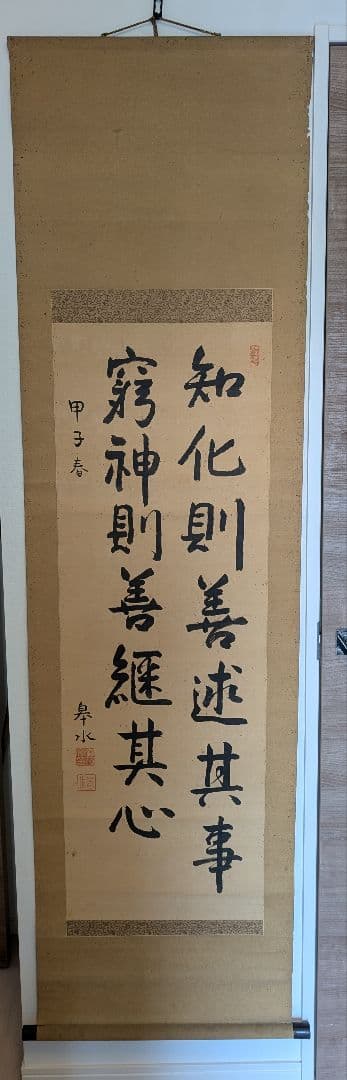 知化則善述其事
窮神則善継其心
甲子春
皐水